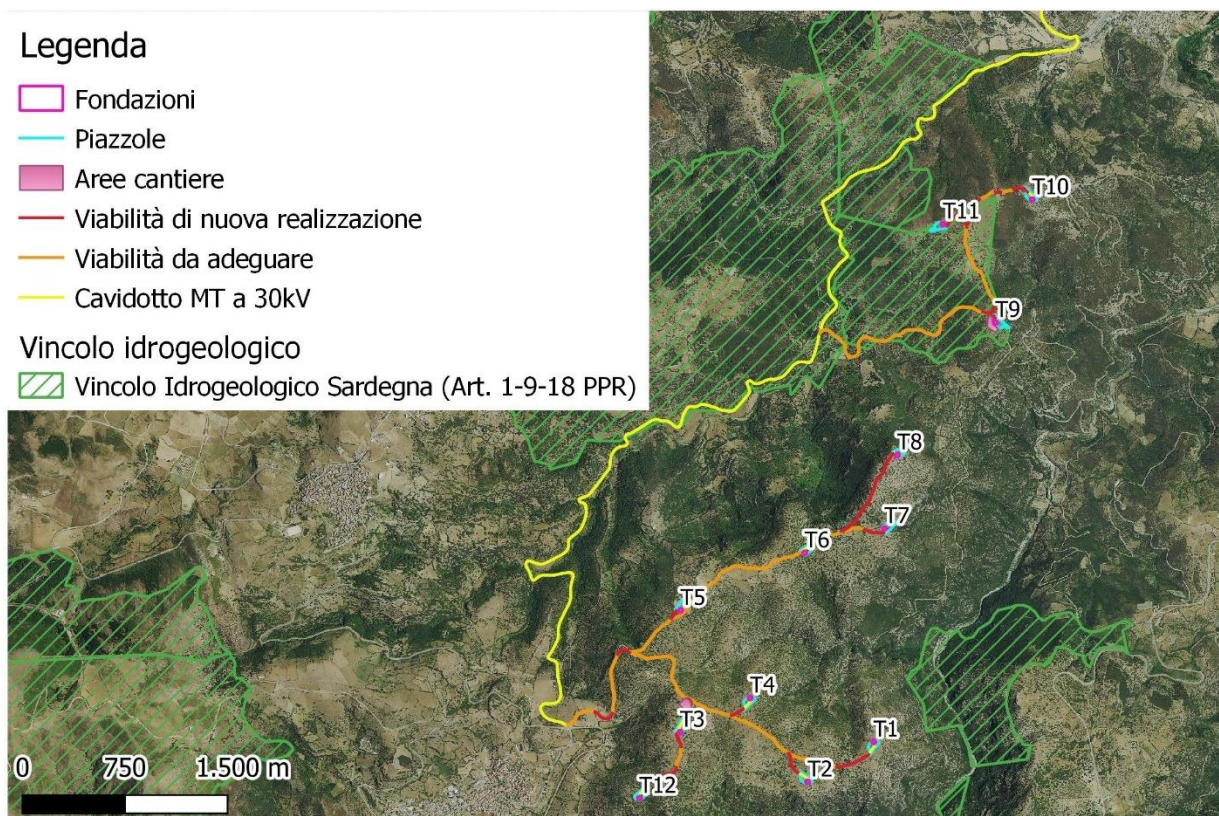 Legenda
Fondazioni
Piazzole
Aree cantiere
Viabilità di nuova realizzazione
Viabilità da adeguare
Cavidotto MT a 30kV
Vincolo idrogeologico
Vincolo Idrogeologico Sardegna (Art. 1-9-18 PPR)
T10
T11
T9
T8
T7
T6
T5
T4
T3
T1
T2
T12
0 750 1.500 m